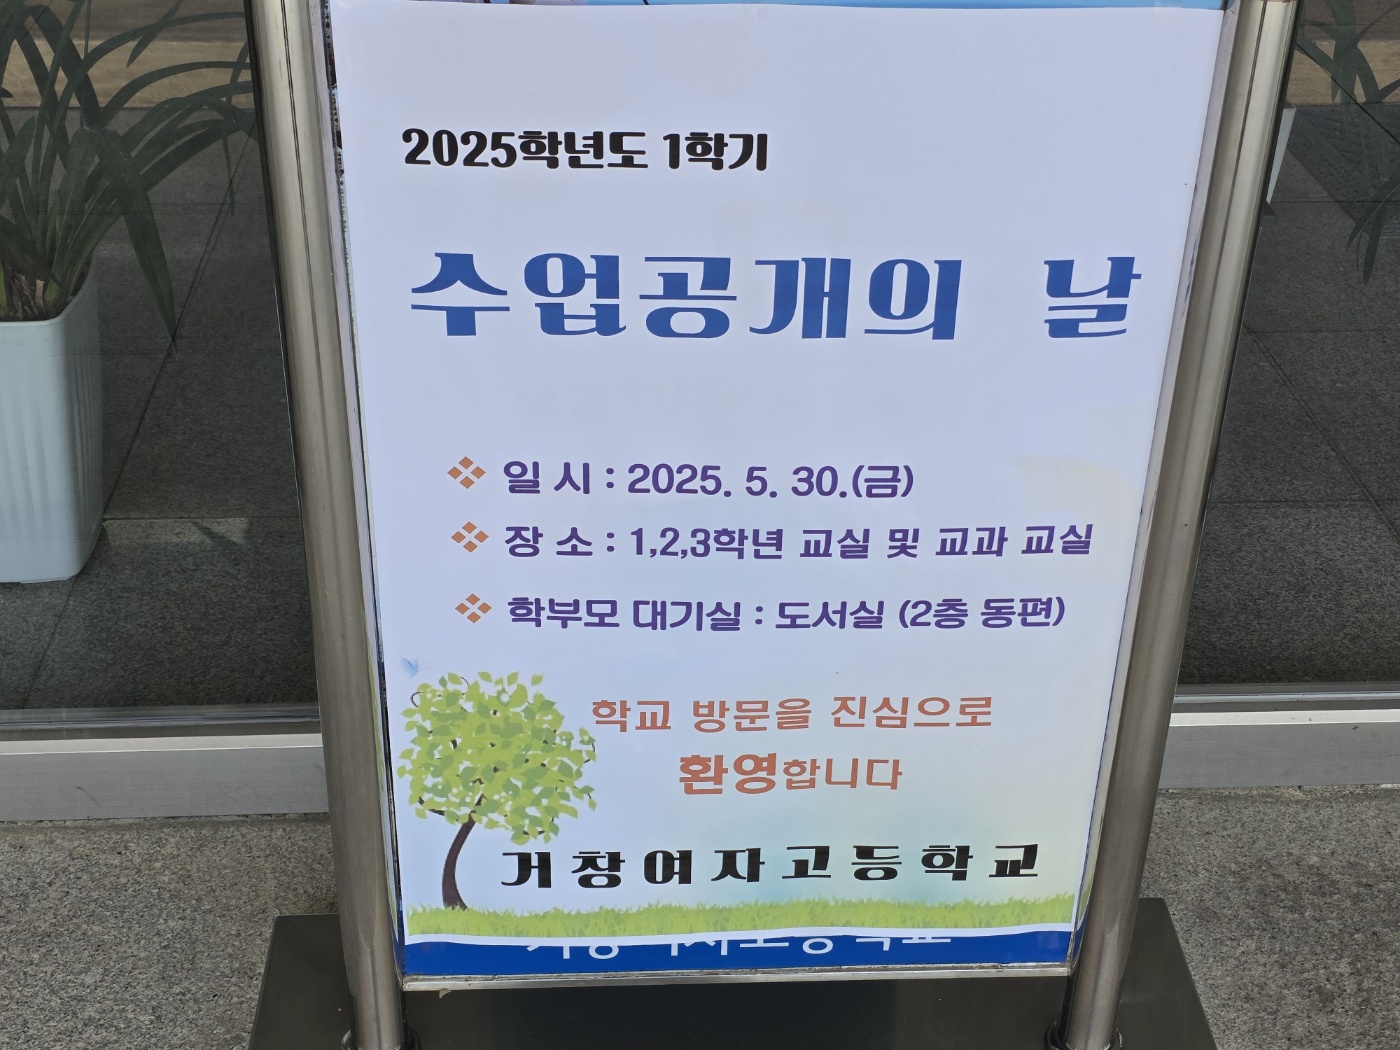 2025학년도 1학기
수업공개의 날
일 시 : 2025. 5. 30.(금)
장 소 : 1,2,3학년 교실 및 교과 교실
학부모 대기실 : 도서실 (2층 동편)
학교 방문을 진심으로
환영합니다
거창여자고등학교